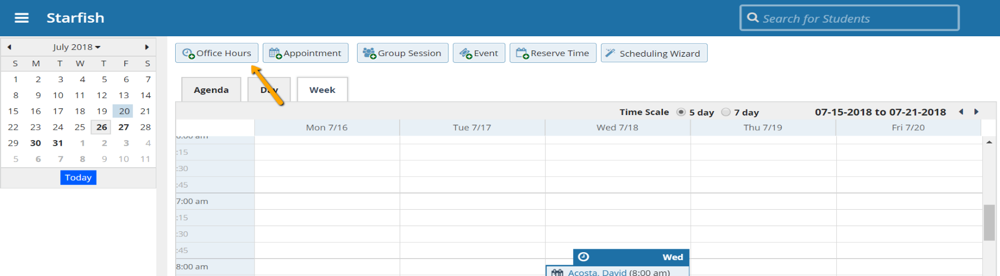 Starfish
Search for Students
July 2018
S M T W T F S
1 2 3 4 5 6 7
8 9 10 11 12 13 14
15 16 17 18 19 20 21
22 23 24 25 26 27 28
29 30 31 1 2 3 4
5 6 7 8 9 10 11
Today
Office Hours Appointment Group Session Event Reserve Time Scheduling Wizard
Agenda Day Week
Time Scale 5 day 7 day 07-15-2018 to 07-21-2018
Mon 7/16 Tue 7/17 Wed 7/18 Thu 7/19 Fri 7/20
6:00 am
:15
:30
:45
7:00 am
:15
:30
:45
Wed
8:00 am
Acosta, David (8:00 am)